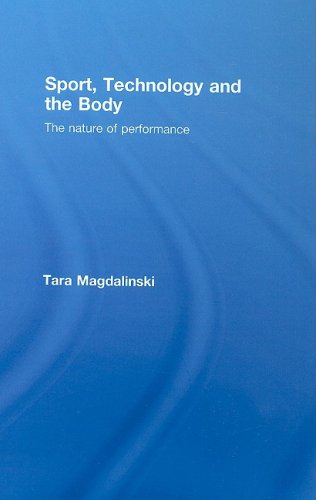 Sport, Technology and
the Body
The nature of performance
Tara Magdalinski